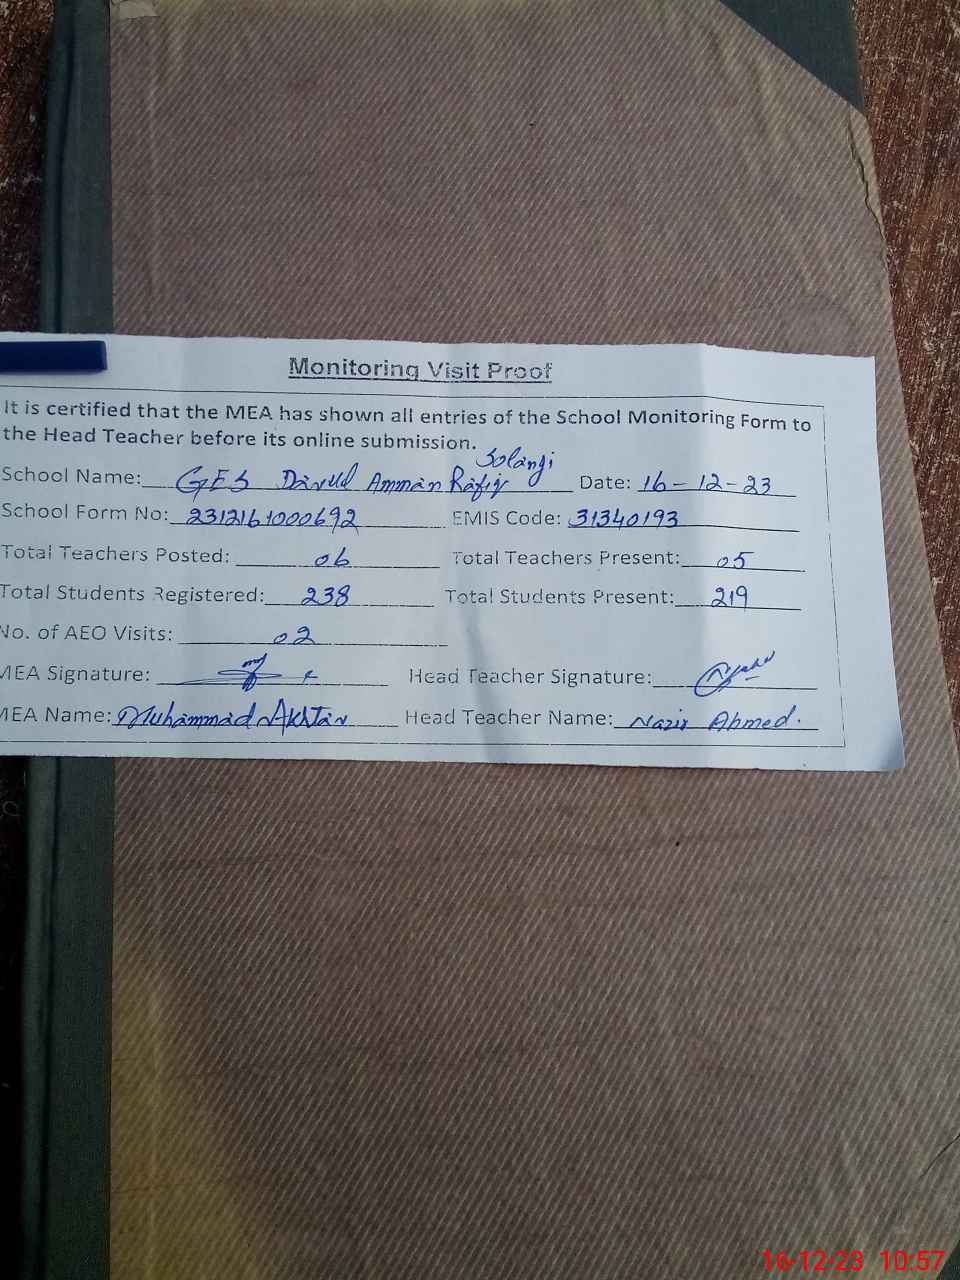 Monitoring Visit Proof
It is certified that the MEA has shown all entries of the School Monitoring Form to
the Head Teacher before its online submission.
Solangi
School Name: GES Darul Amman Rafiq Date: 16-12-23
School Form No: 2312161000692 EMIS Code: 31340193
Total Teachers Posted: 06 Total Teachers Present: 05
Total Students Registered: 238 Total Students Present: 219
No. of AEO Visits: 02
MEA Signature: Head Teacher Signature:
MEA Name: Muhammad Akhtar Head Teacher Name: Nazir Ahmed.
16-12-23 10:57